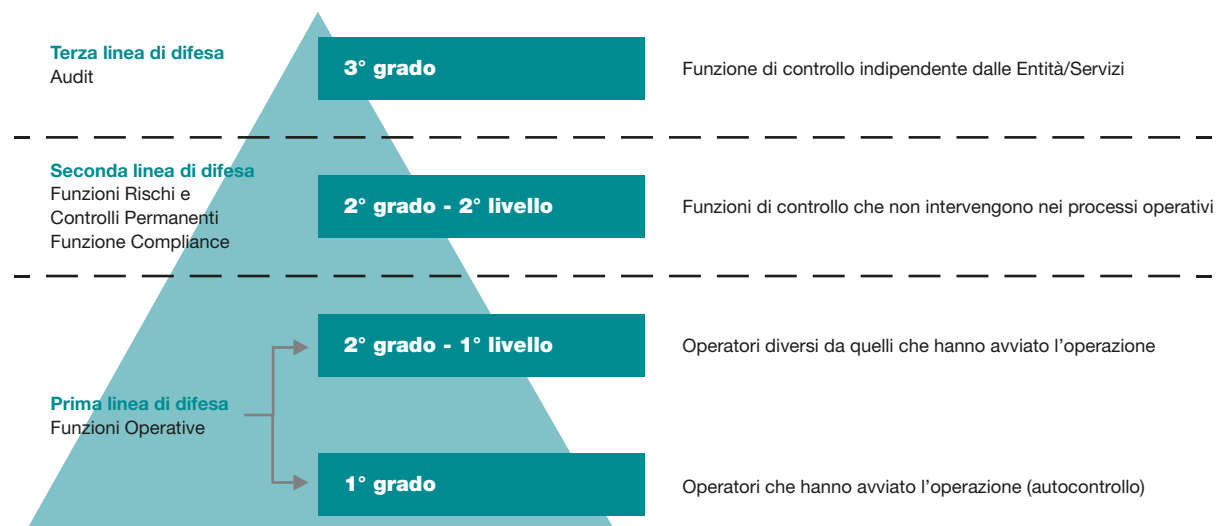 Terza linea di difesa
Audit
3° grado
Funzione di controllo indipendente dalle Entità/Servizi
Seconda linea di difesa
Funzioni Rischi e
Controlli Permanenti
Funzione Compliance
2° grado - 2° livello
Funzioni di controllo che non intervengono nei processi operativi
Prima linea di difesa
Funzioni Operative
2° grado - 1° livello
Operatori diversi da quelli che hanno avviato l’operazione
1° grado
Operatori che hanno avviato l’operazione (autocontrollo)